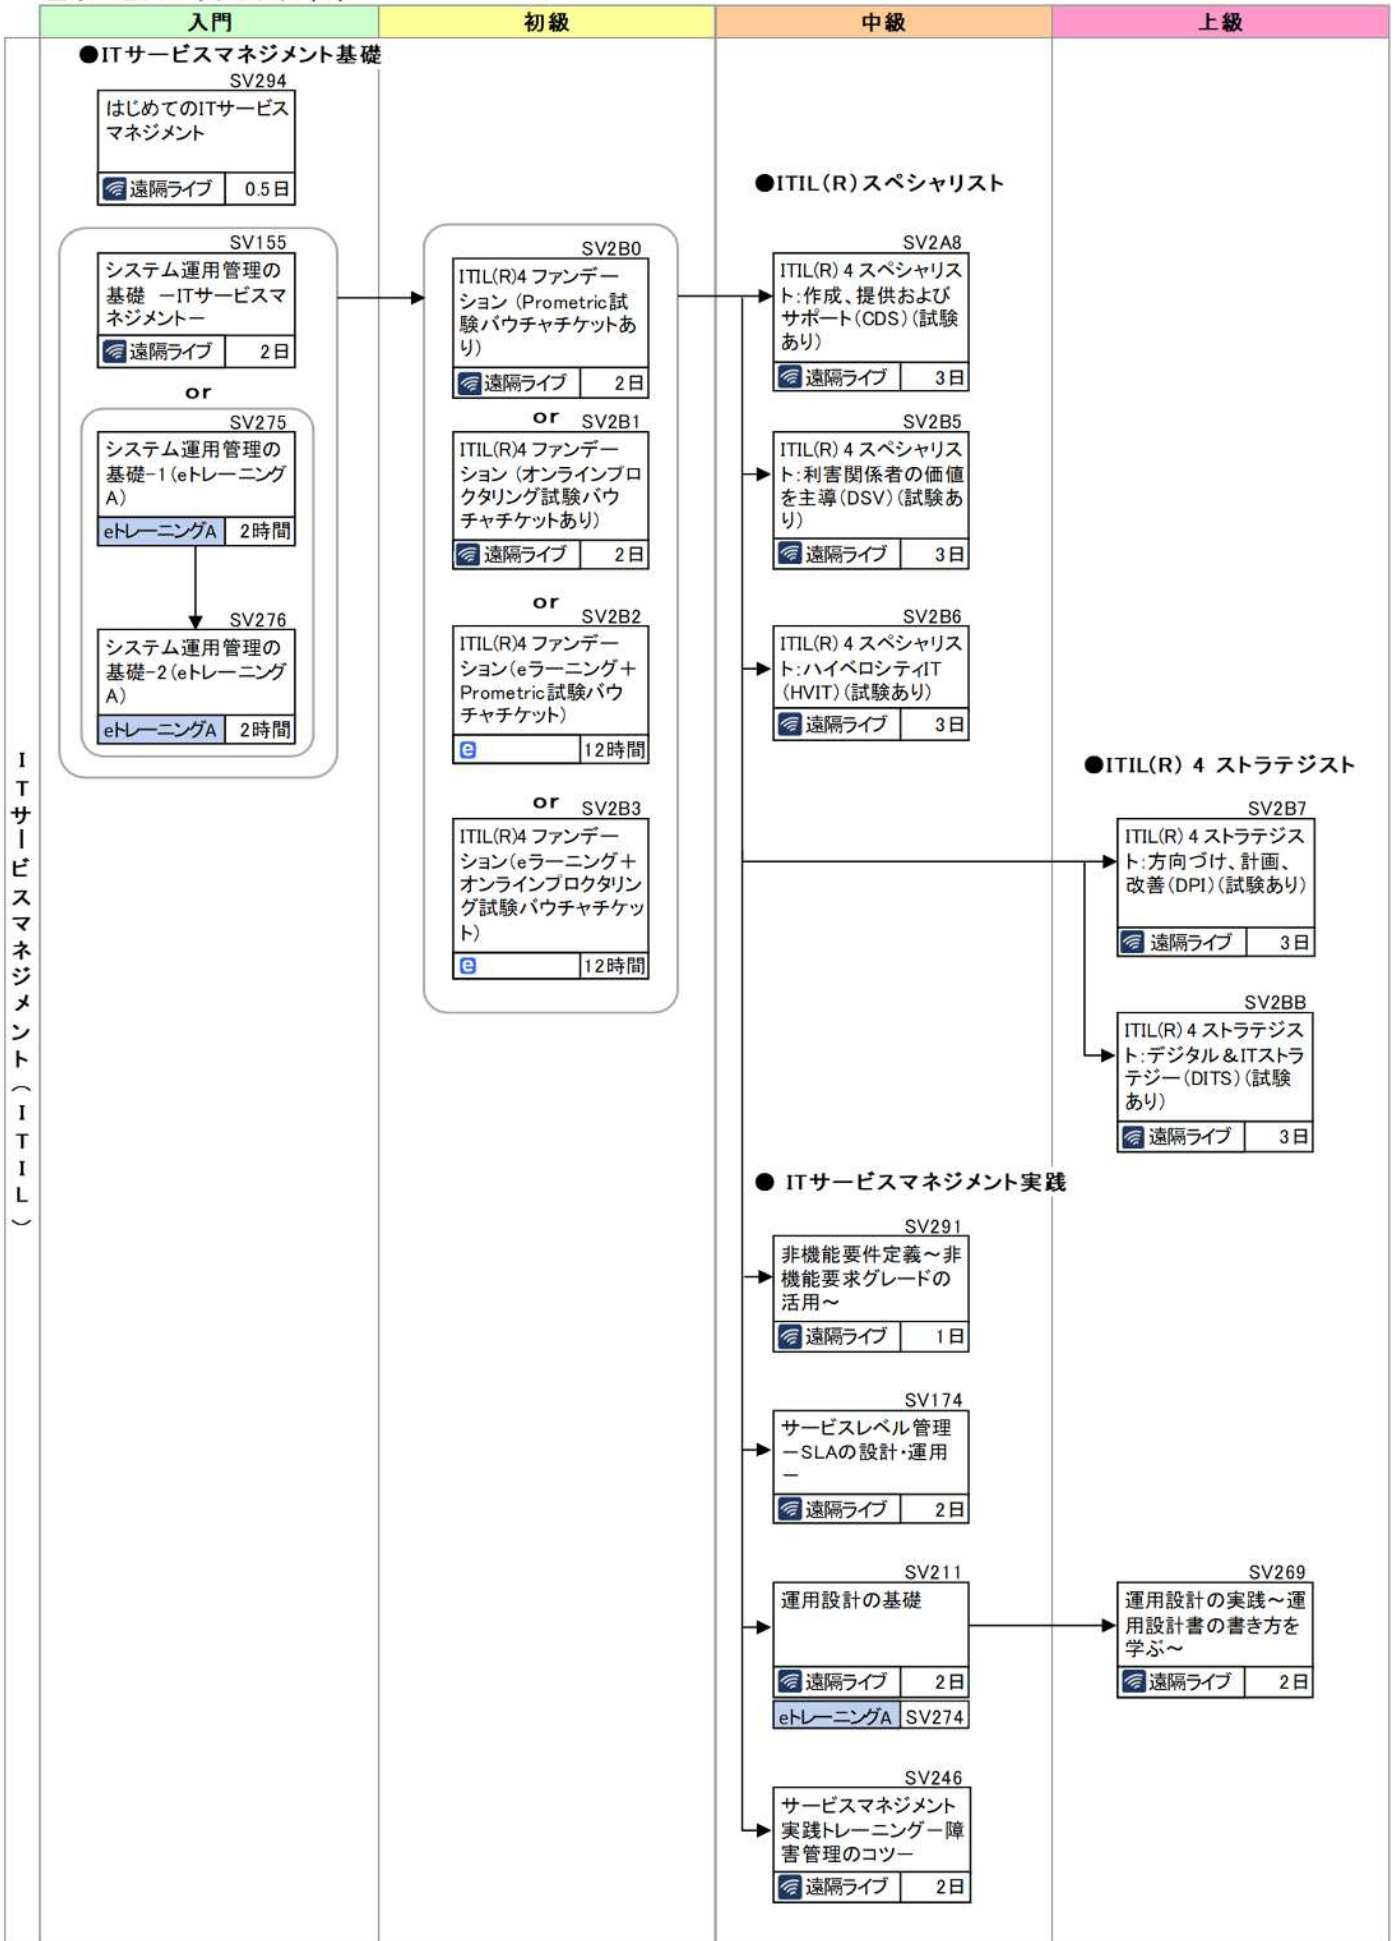 入門
初級
中級
上級
ITサービスマネジメント(ITIL)
●ITサービスマネジメント基礎
SV294
はじめてのITサービス
マネジメント
遠隔ライブ 0.5日
SV155
システム運用管理の
基礎 －ITサービスマ
ネジメント－
遠隔ライブ 2日
or
SV275
システム運用管理の
基礎-1(eトレーニング
A)
eトレーニングA 2時間
SV276
システム運用管理の
基礎-2(eトレーニング
A)
eトレーニングA 2時間
SV2B0
ITIL(R)4 ファンデー
ション (Prometric試
験バウチャチケットあ
り)
遠隔ライブ 2日
or SV2B1
ITIL(R)4 ファンデー
ション (オンラインプロ
クタリング試験バウ
チャチケットあり)
遠隔ライブ 2日
or
SV2B2
ITIL(R)4 ファンデー
ション(eラーニング＋
Prometric試験バウ
チャチケット)
e 12時間
or SV2B3
ITIL(R)4 ファンデー
ション(eラーニング＋
オンラインプロクタリン
グ試験バウチャチケッ
ト)
e 12時間
●ITIL(R)スペシャリスト
SV2A8
ITIL(R) 4 スペシャリス
ト:作成、提供および
サポート(CDS)(試験
あり)
遠隔ライブ 3日
SV2B5
ITIL(R) 4 スペシャリス
ト:利害関係者の価値
を主導(DSV)(試験あ
り)
遠隔ライブ 3日
SV2B6
ITIL(R) 4 スペシャリス
ト:ハイベロシティIT
(HVIT)(試験あり)
遠隔ライブ 3日
●ITIL(R) 4 ストラテジスト
SV2B7
ITIL(R) 4 ストラテジス
ト:方向づけ、計画、
改善(DPI)(試験あり)
遠隔ライブ 3日
SV2BB
ITIL(R) 4 ストラテジス
ト:デジタル＆ITストラ
テジー(DITS)(試験
あり)
遠隔ライブ 3日
● ITサービスマネジメント実践
SV291
非機能要件定義～非
機能要求グレードの
活用～
遠隔ライブ 1日
SV174
サービスレベル管理
－SLAの設計・運用
－
遠隔ライブ 2日
SV211
運用設計の基礎
遠隔ライブ 2日
eトレーニングA SV274
SV269
運用設計の実践～運
用設計書の書き方を
学ぶ～
遠隔ライブ 2日
SV246
サービスマネジメント
実践トレーニング－障
害管理のコツ－
遠隔ライブ 2日